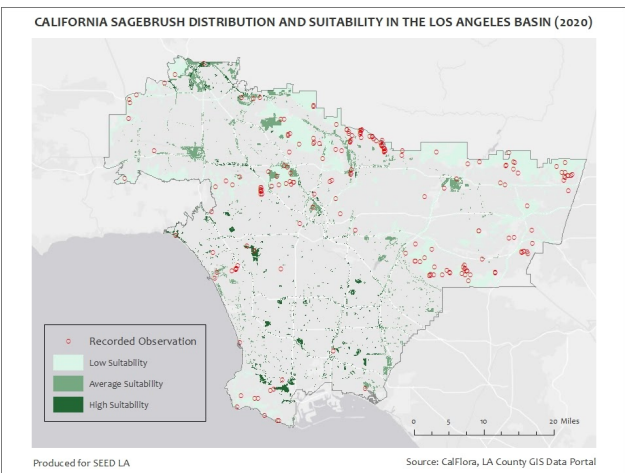 CALIFORNIA SAGEBRUSH DISTRIBUTION AND SUITABILITY IN THE LOS ANGELES BASIN (2020)
Recorded Observation
Low Suitability
Average Suitability
High Suitability
0 5 10 20 Miles
Produced for SEED LA
Source: CalFlora, LA County GIS Data Portal